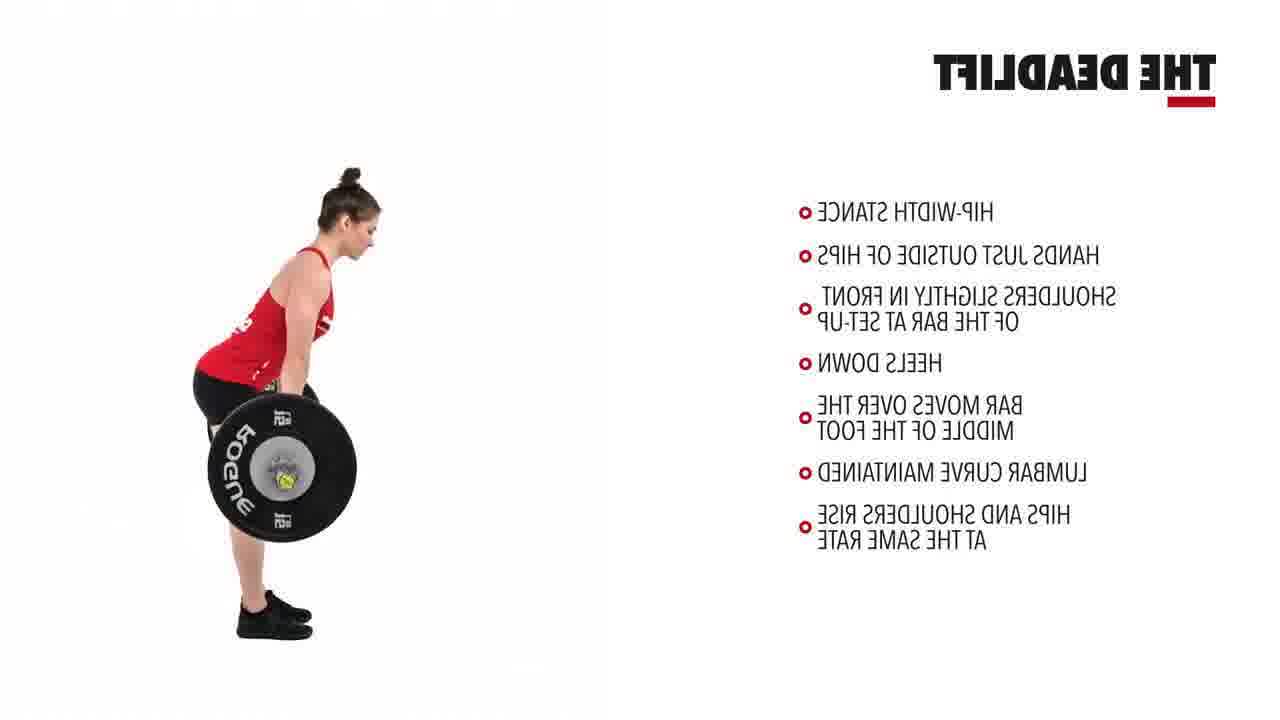 THE DEADLIFT
HIP-WIDTH STANCE
HANDS JUST OUTSIDE OF HIPS
SHOULDERS SLIGHTLY IN FRONT
OF THE BAR AT SET-UP
HEELS DOWN
BAR MOVES OVER THE
MIDDLE OF THE FOOT
LUMBAR CURVE MAINTAINED
HIPS AND SHOULDERS RISE
AT THE SAME RATE
ROGUE